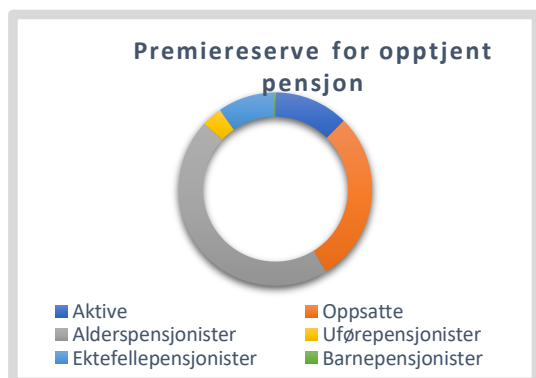 Premiereserve for opptjent
pensjon
Aktive
Oppsatte
Alderspensjonister
Uførepensjonister
Ektefellepensjonister
Barnepensjonister